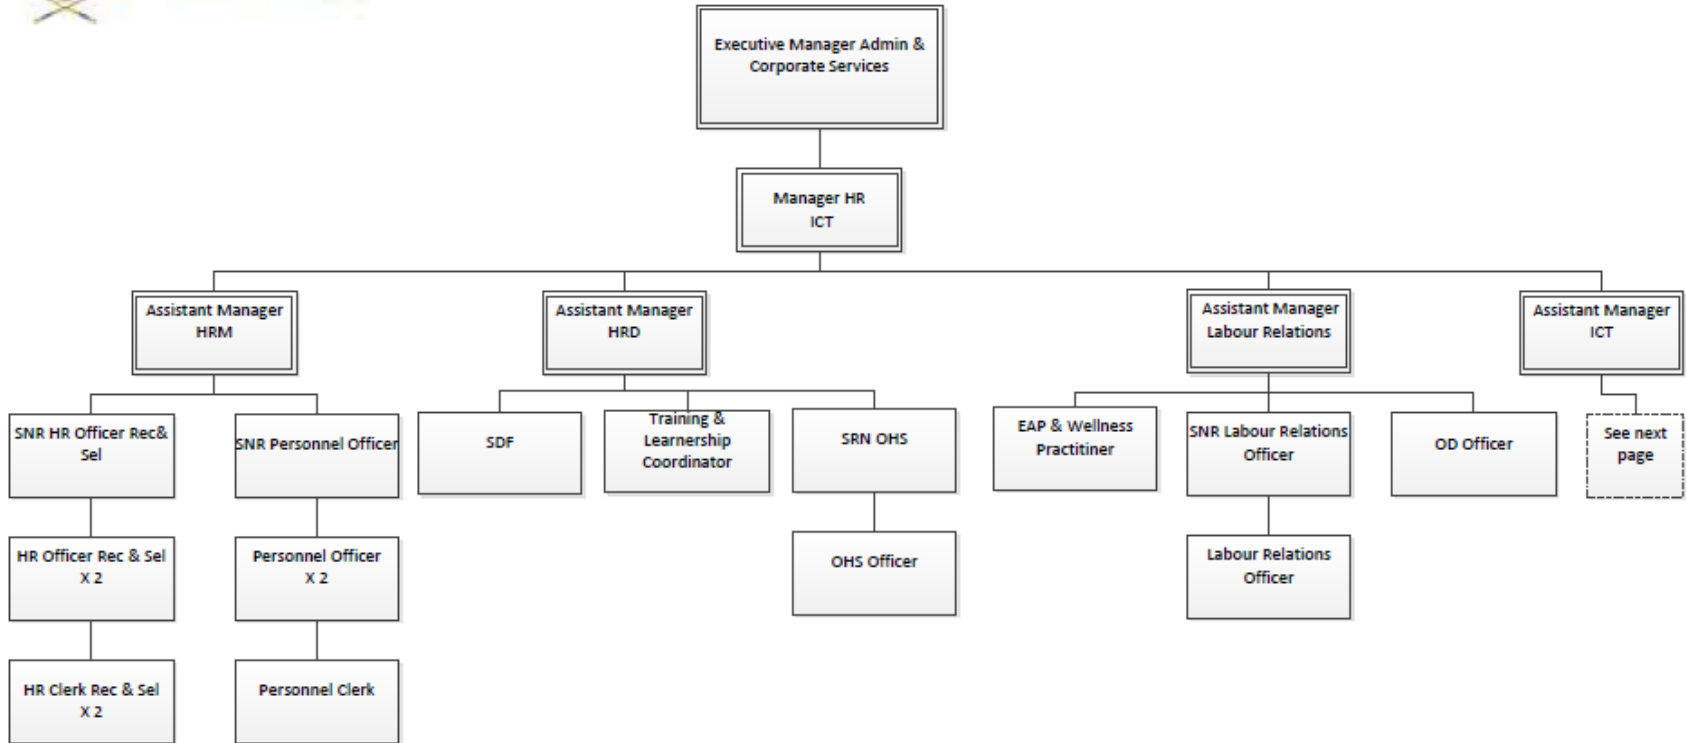 Executive Manager Admin &
Corporate Services
Manager HR
ICT
Assistant Manager
HRM
Assistant Manager
HRD
Assistant Manager
Labour Relations
Assistant Manager
ICT
SNR HR Officer Rec&
Sel
SNR Personnel Officer
SDF
Training &
Learnership
Coordinator
SRN OHS
EAP & Wellness
Practitiner
SNR Labour Relations
Officer
OD Officer
See next
page
HR Officer Rec & Sel
X 2
Personnel Officer
X 2
OHS Officer
Labour Relations
Officer
HR Clerk Rec & Sel
X 2
Personnel Clerk